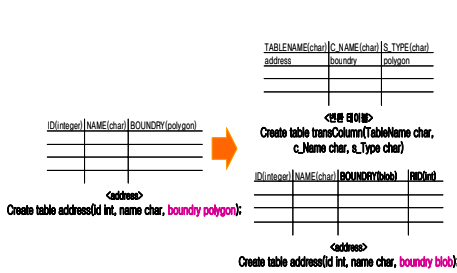 TABLENAME(char) C_NAME(char) S_TYPE(char)
address boundry polygon
<변환 테이블>
Create table transColumn(TableName char,
c_Name char, s_Type char)
ID(integer) NAME(char) BOUNDRY(polygon)
<address>
Create table address(id int, name char, boundry polygon);
ID(integer) NAME(char) BOUNDRY(blob) RID(int)
<address>
Create table address(id int, name char, boundry blob);